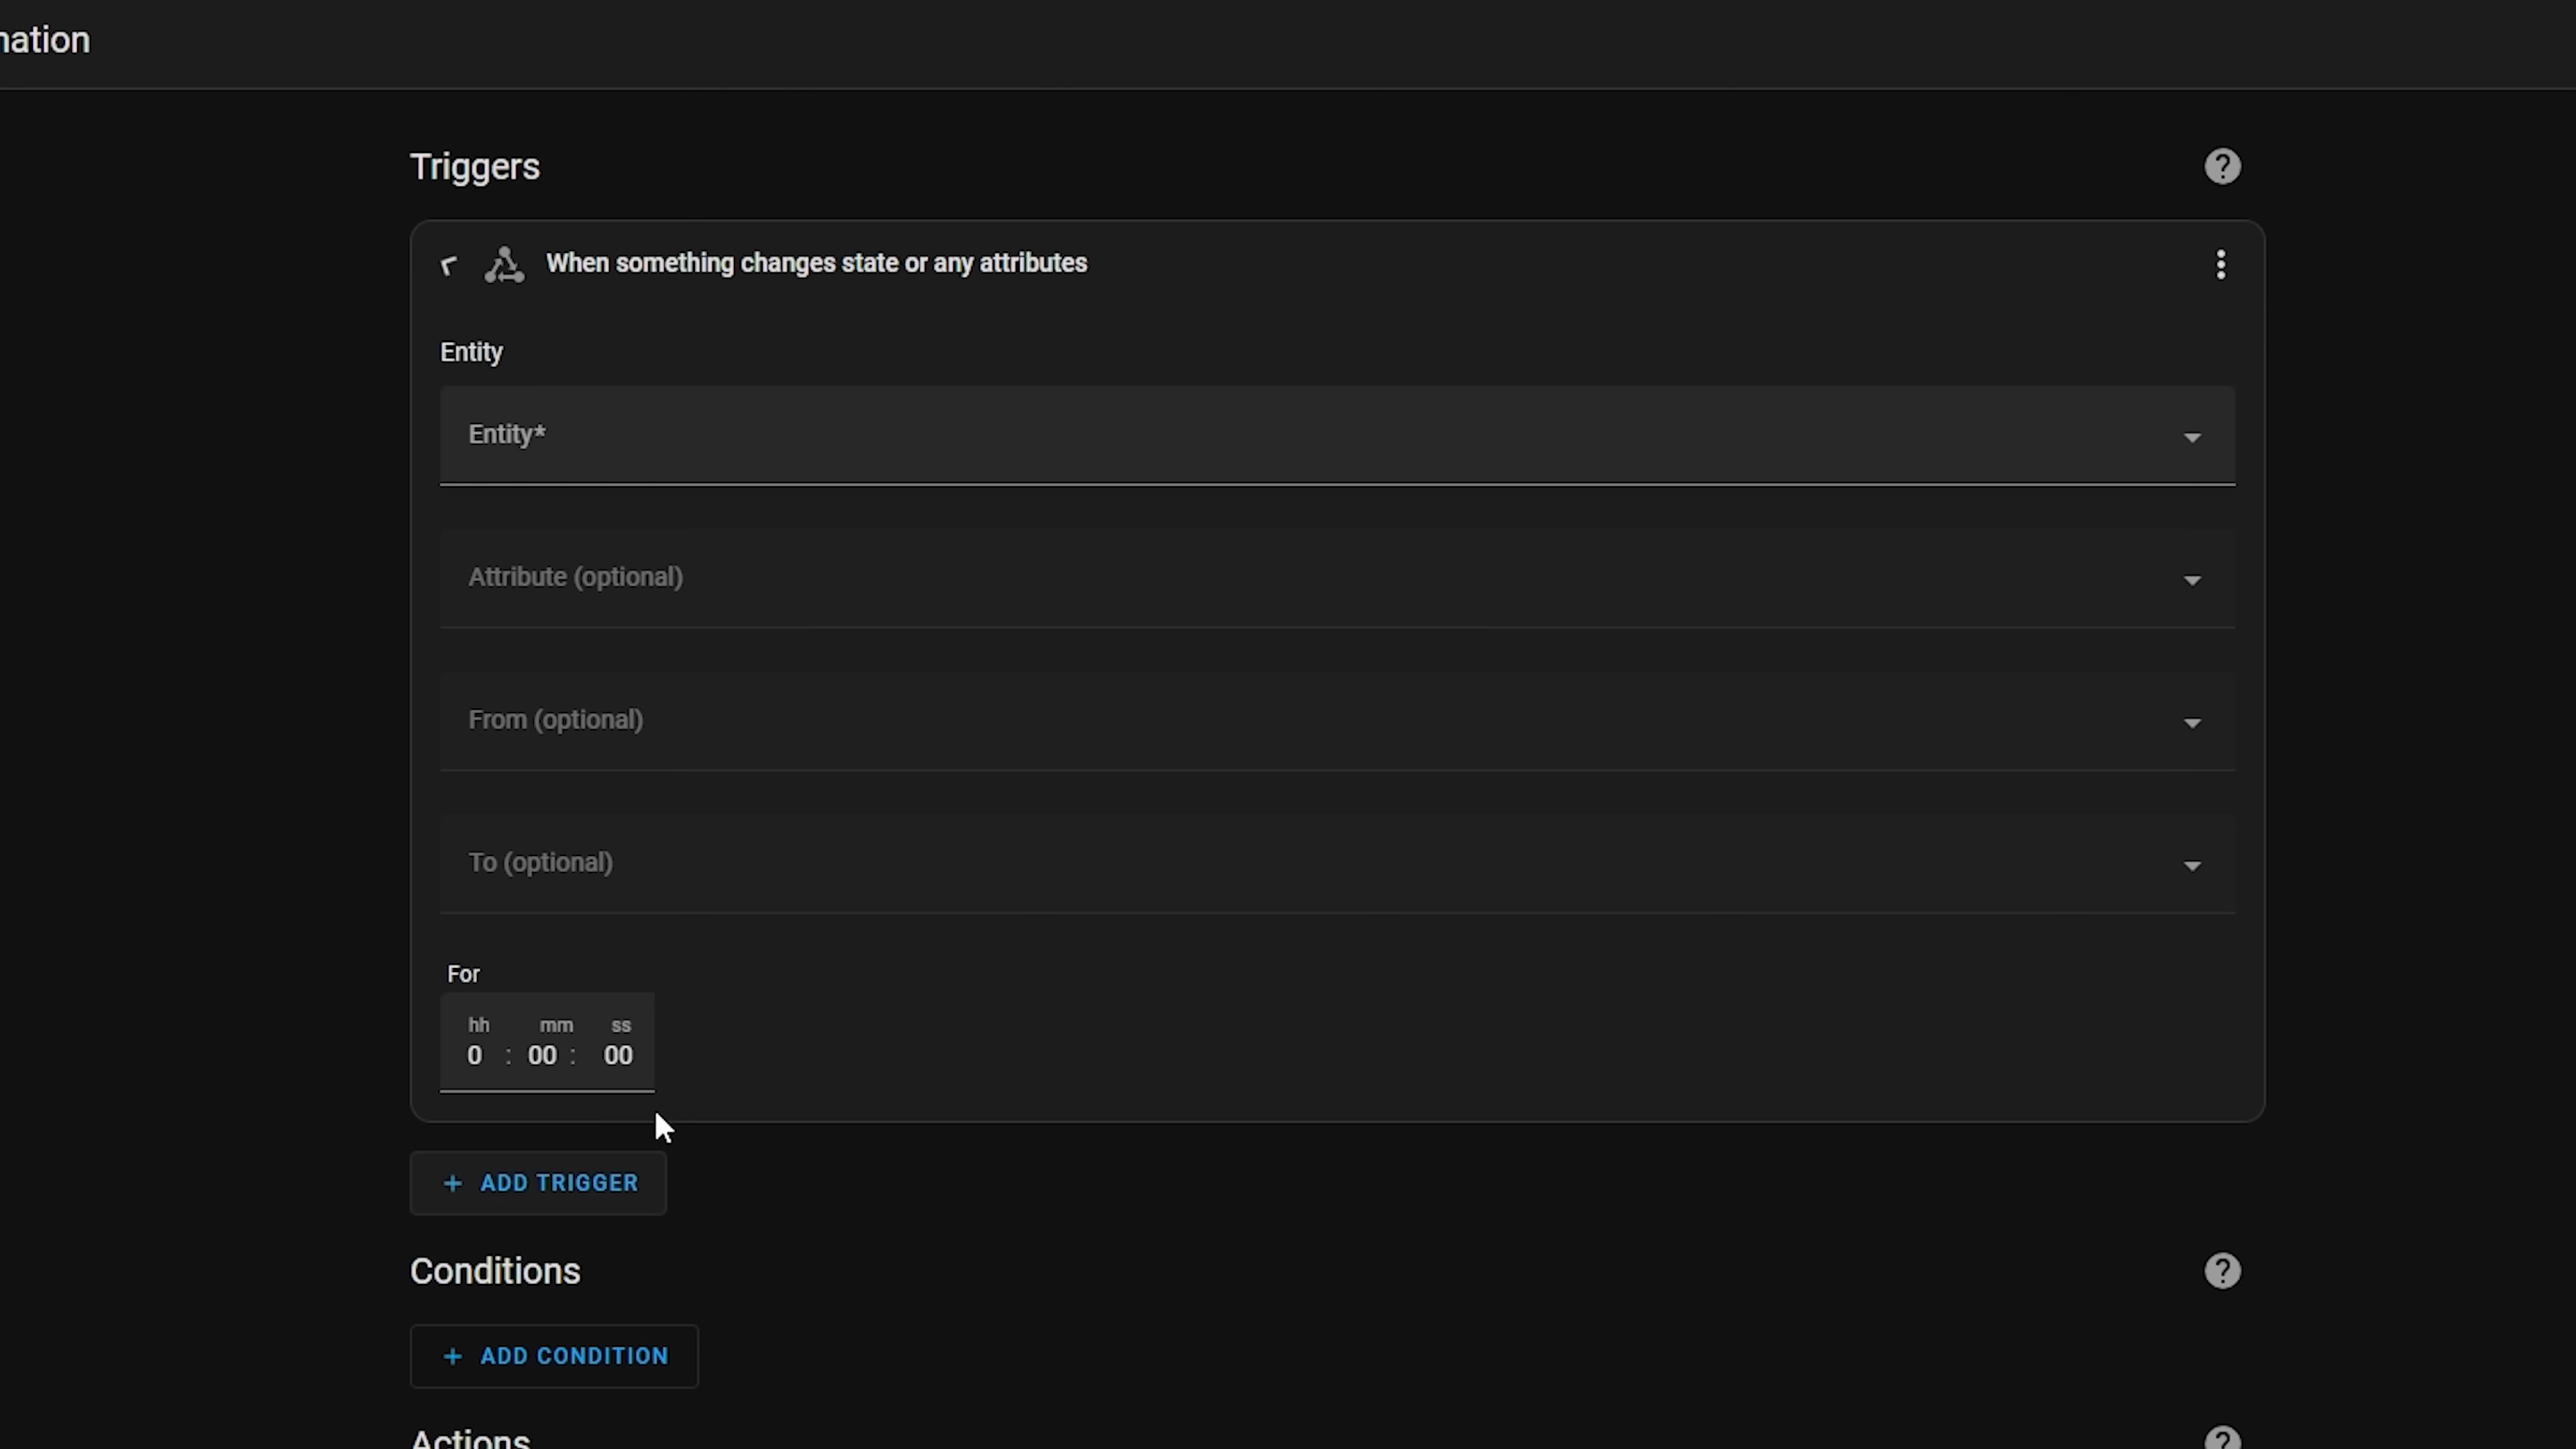 nation
Triggers
When something changes state or any attributes
Entity
Entity*
Attribute (optional)
From (optional)
To (optional)
For
hh mm ss
0 : 00 : 00
+ ADD TRIGGER
Conditions
+ ADD CONDITION
Actions